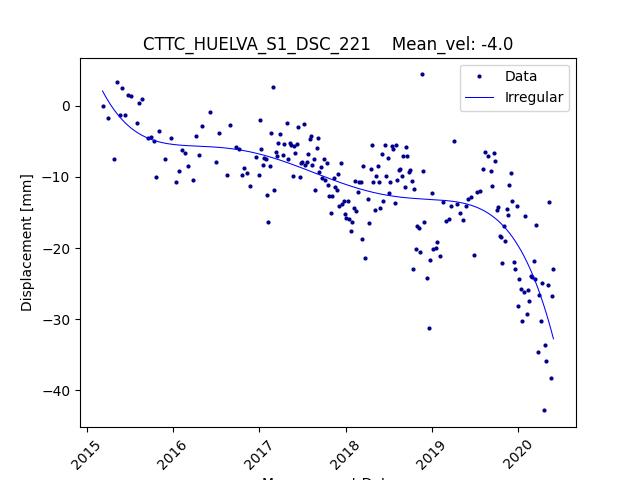 CTTC_HUELVA_S1_DSC_221 Mean_vel: -4.0
Data
Irregular
Displacement [mm]
0
−10
−20
−30
−40
2015
2016
2017
2018
2019
2020